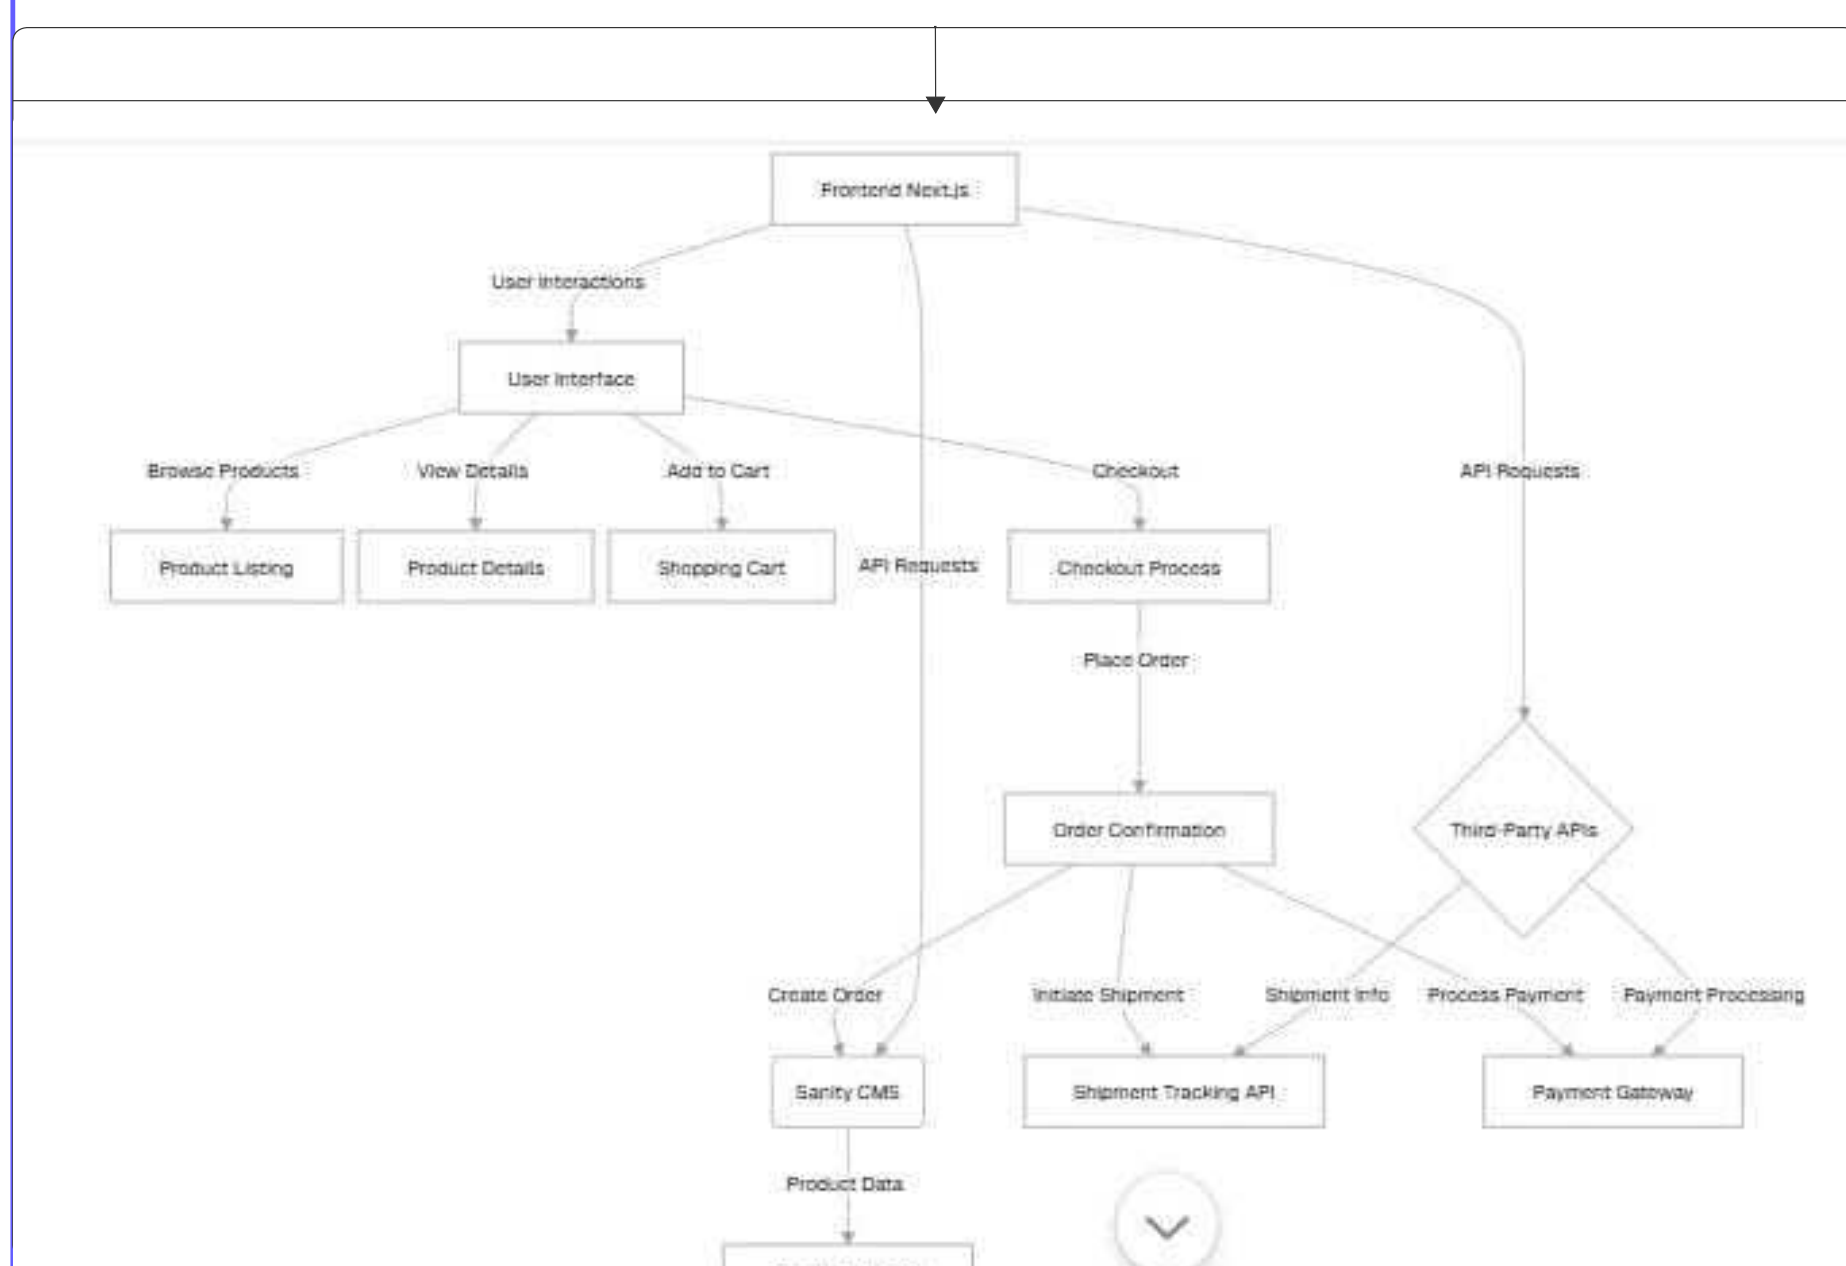 Frontend Next.js
User Interactions
User Interface
Browse Products
View Details
Add to Cart
Checkout
API Requests
Product Listing
Product Details
Shopping Cart
API Requests
Checkout Process
Place Order
Order Confirmation
Third-Party APIs
Create Order
Initiate Shipment
Shipment Info
Process Payment
Payment Processing
Sanity CMS
Shipment Tracking API
Payment Gateway
Product Data